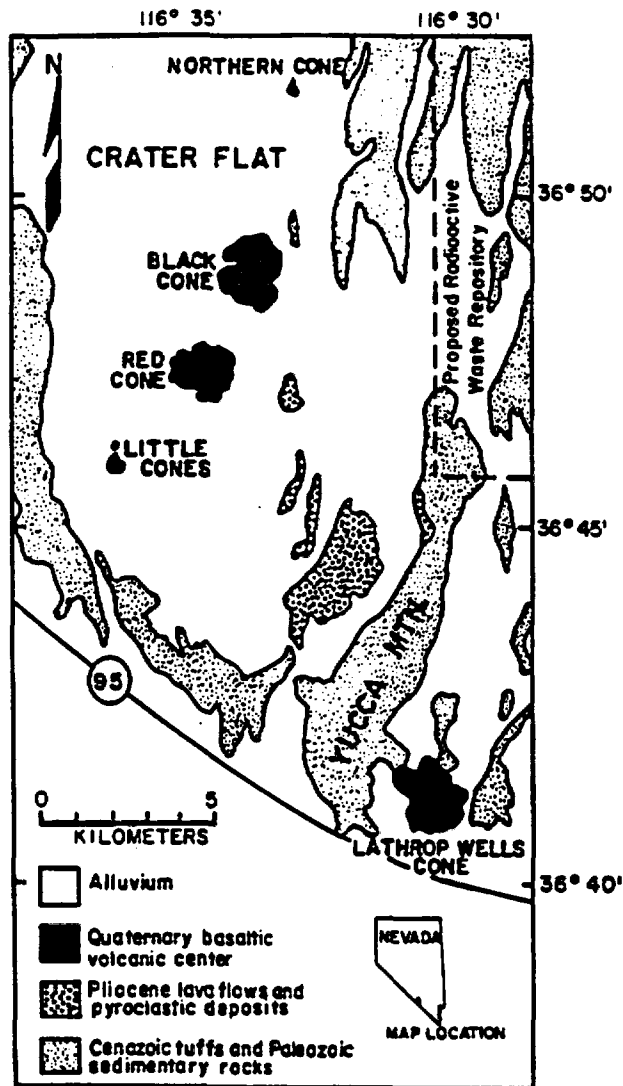 116° 35'
116° 30'
N
NORTHERN CONE
CRATER FLAT
36° 50'
BLACK
CONE
Proposed Radioactive
Waste Repository
RED
CONE
LITTLE
CONES
36° 45'
YUCCA MTN
95
0 5
KILOMETERS
LATHROP WELLS
CONE
36° 40'
Alluvium
Quaternary basaltic
volcanic center
Pliocene lava flows and
pyroclastic deposits
Cenozoic tuffs and Paleozoic
sedimentary rocks
NEVADA
MAP LOCATION